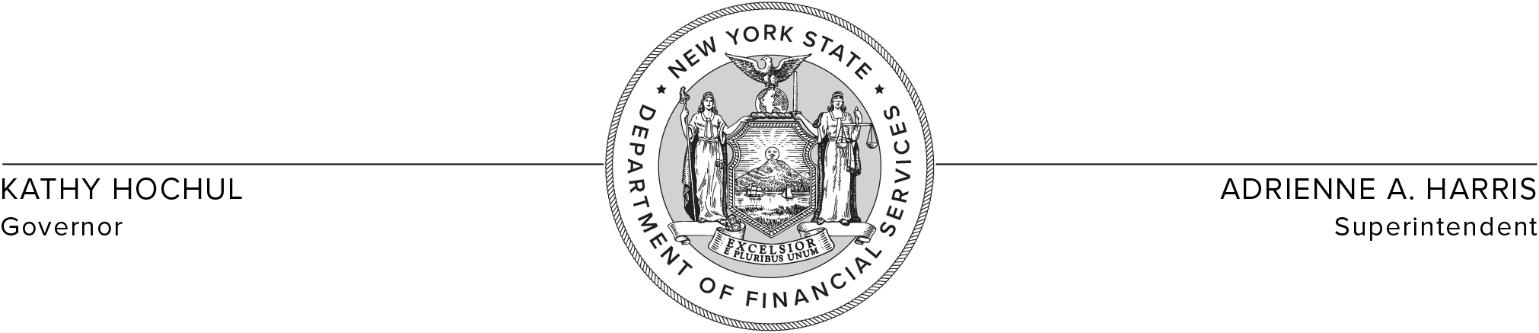 NEW YORK STATE
DEPARTMENT OF FINANCIAL SERVICES
EXCELSIOR
E PLURIBUS UNUM
KATHY HOCHUL
Governor
ADRIENNE A. HARRIS
Superintendent